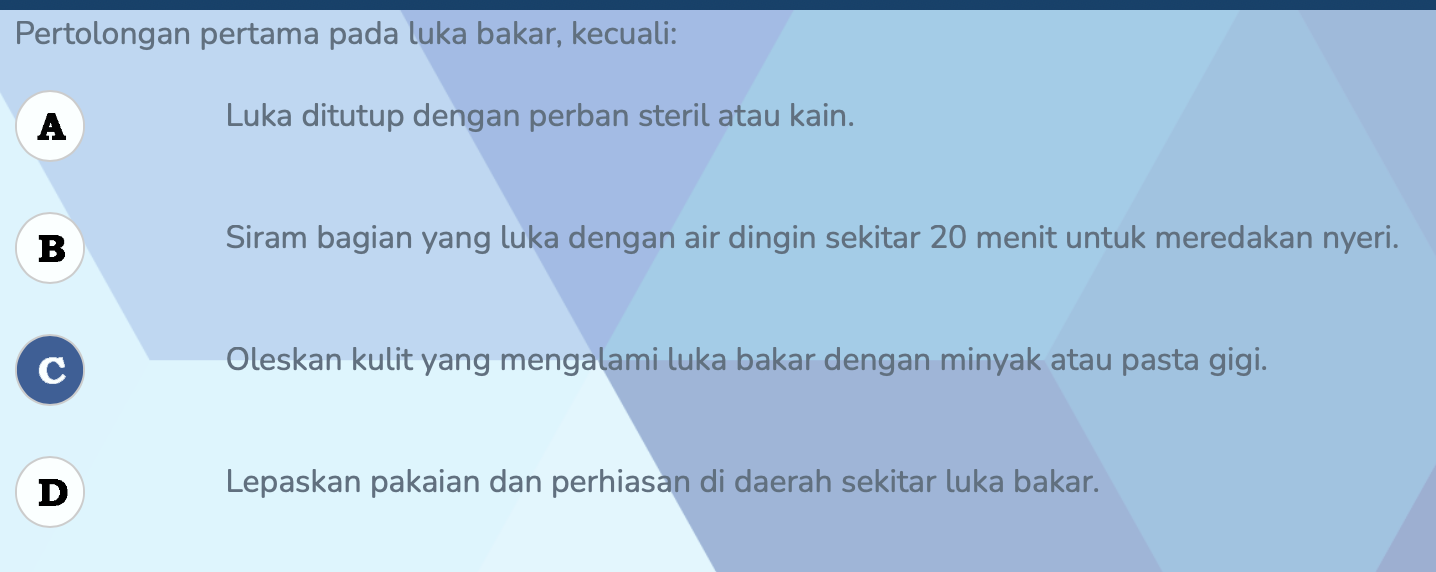 Pertolongan pertama pada luka bakar, kecuali:
A Luka ditutup dengan perban steril atau kain.
B Siram bagian yang luka dengan air dingin sekitar 20 menit untuk meredakan nyeri.
C Oleskan kulit yang mengalami luka bakar dengan minyak atau pasta gigi.
D Lepaskan pakaian dan perhiasan di daerah sekitar luka bakar.